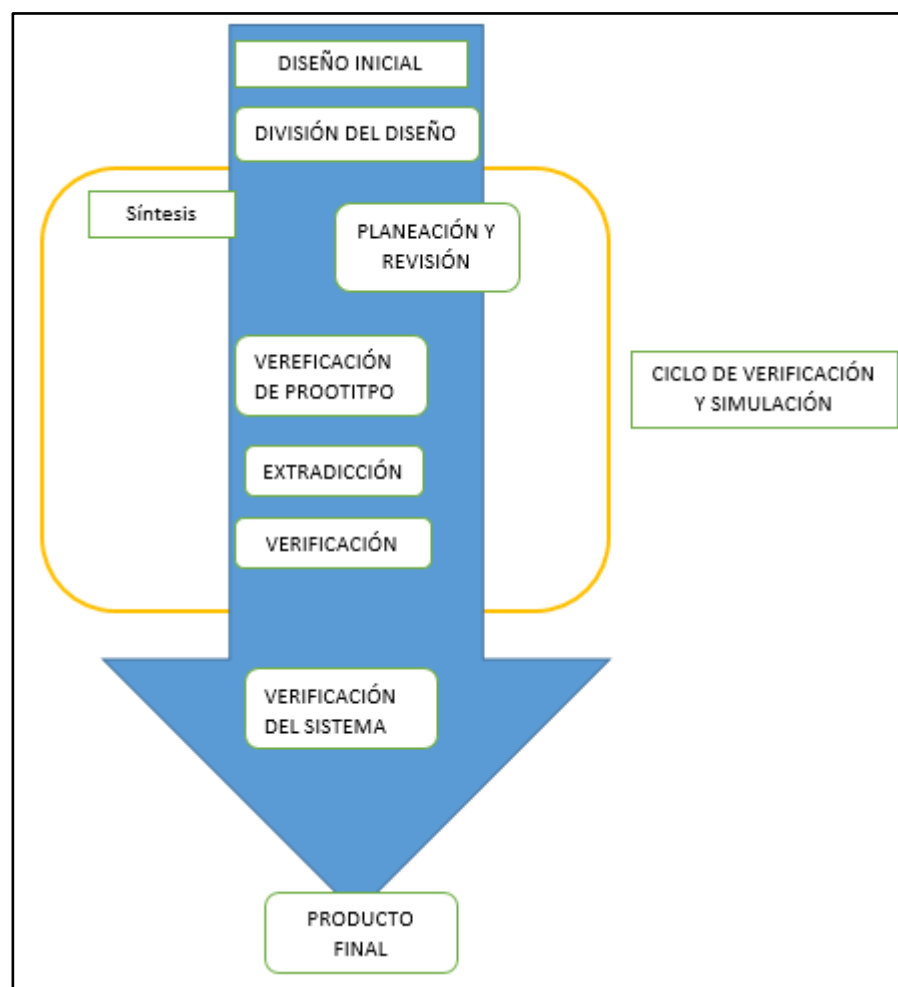 DISEÑO INICIAL
DIVISIÓN DEL DISEÑO
Síntesis
PLANEACIÓN Y
REVISIÓN
VEREFICACIÓN
DE PROOTITPO
CICLO DE VERIFICACIÓN
Y SIMULACIÓN
EXTRADICCIÓN
VERIFICACIÓN
VERIFICACIÓN
DEL SISTEMA
PRODUCTO
FINAL